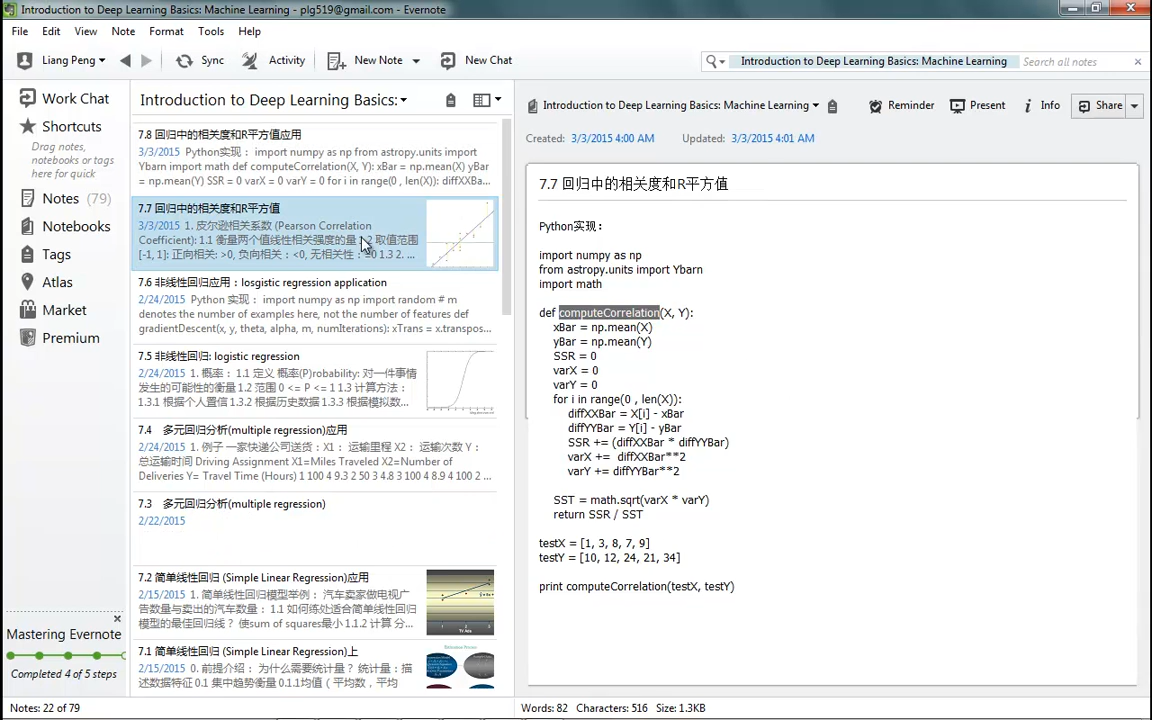 Introduction to Deep Learning Basics: Machine Learning - plg519@gmail.com - Evernote
File Edit View Note Format Tools Help
Liang Peng Sync Activity New Note New Chat
Introduction to Deep Learning Basics: Machine Learning Search all notes
Work Chat
Shortcuts
Drag notes,
notebooks or tags
here for quick
Notes (79)
Notebooks
Tags
Atlas
Market
Premium
Mastering Evernote
Completed 4 of 5 steps
Introduction to Deep Learning Basics:
7.8 回归中的相关度和R平方值应用
3/3/2015 Python实现： import numpy as np from astropy.units import
Ybarn import math def computeCorrelation(X, Y): xBar = np.mean(X) yBar
= np.mean(Y) SSR = 0 varX = 0 varY = 0 for i in range(0 , len(X)): diffXXBa...
7.7 回归中的相关度和R平方值
3/3/2015 1. 皮尔逊相关系数 (Pearson Correlation
Coefficient): 1.1 衡量两个值线性相关强度的量 1.2 取值范围
[-1, 1]: 正向相关: >0, 负向相关：<0, 无相关性：=0 1.3 2. ...
7.6 非线性回归应用：losgistic regression application
2/24/2015 Python 实现： import numpy as np import random # m
denotes the number of examples here, not the number of features def
gradientDescent(x, y, theta, alpha, m, numIterations): xTrans = x.transpos...
7.5 非线性回归: logistic regression
2/24/2015 1. 概率： 1.1 定义 概率(P)robability: 对一件事情
发生的可能性的衡量 1.2 范围 0 <= P <= 1 1.3 计算方法：
1.3.1 根据个人置信 1.3.2 根据历史数据 1.3.3 根据模拟数...
7.4 多元回归分析(multiple regression)应用
2/24/2015 1. 例子 一家快递公司送货：X1： 运输里程 X2： 运输次数 Y：
总运输时间 Driving Assignment X1=Miles Traveled X2=Number of
Deliveries Y= Travel Time (Hours) 1 100 4 9.3 2 50 3 4.8 3 100 4 8.9 4 100 2 ...
7.3 多元回归分析(multiple regression)
2/22/2015
7.2 简单线性回归 (Simple Linear Regression)应用
2/15/2015 1. 简单线性回归模型举例： 汽车卖家做电视广
告数量与卖出的汽车数量： 1.1 如何练处适合简单线性回归
模型的最佳回归线？ 使sum of squares最小 1.1.2 计算 分...
7.1 简单线性回归 (Simple Linear Regression)上
2/15/2015 0. 前提介绍： 为什么需要统计量？ 统计量：描
述数据特征 0.1 集中趋势衡量 0.1.1均值（平均数，平均
Notes: 22 of 79
Introduction to Deep Learning Basics: Machine Learning Reminder Present Info Share
Created: 3/3/2015 4:00 AM Updated: 3/3/2015 4:01 AM
7.7 回归中的相关度和R平方值
Python实现：
import numpy as np
from astropy.units import Ybarn
import math
def computeCorrelation(X, Y):
xBar = np.mean(X)
yBar = np.mean(Y)
SSR = 0
varX = 0
varY = 0
for i in range(0 , len(X)):
diffXXBar = X[i] - xBar
diffYYBar = Y[i] - yBar
SSR += (diffXXBar * diffYYBar)
varX += diffXXBar**2
varY += diffYYBar**2
SST = math.sqrt(varX * varY)
return SSR / SST
testX = [1, 3, 8, 7, 9]
testY = [10, 12, 24, 21, 34]
print computeCorrelation(testX, testY)
Words: 82 Characters: 516 Size: 1.3KB